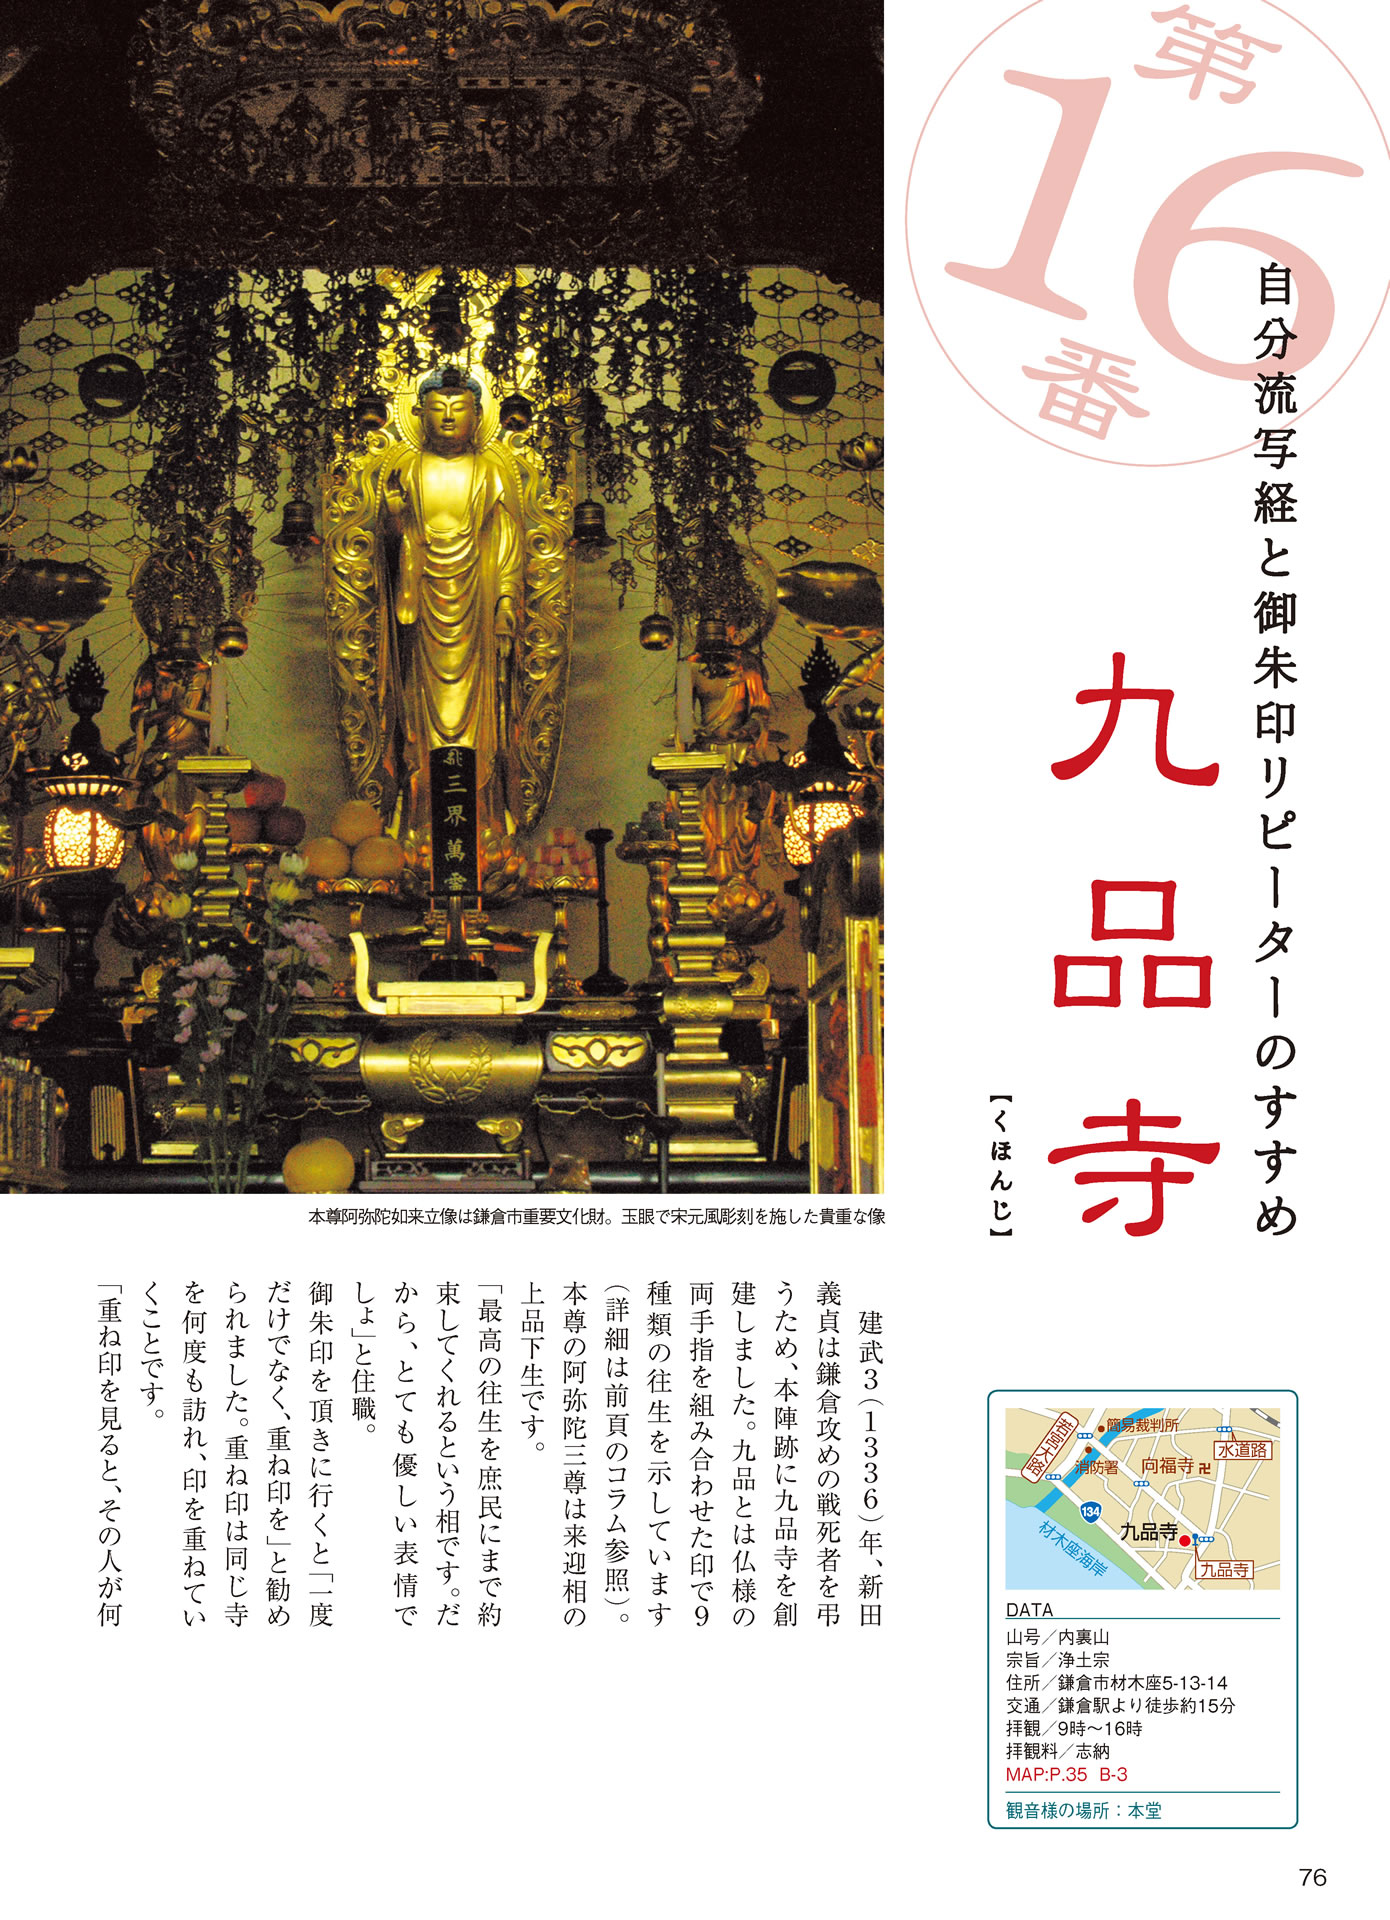 第
16
番
自分流写経と御朱印リピーターのすすめ
九品寺
【くほんじ】
三界萬霊
本尊阿弥陀如来立像は鎌倉市重要文化財。玉眼で宋元風彫刻を施した貴重な像
建武3（1336）年、新田
義貞は鎌倉攻めの戦死者を弔
うため、本陣跡に九品寺を創
建しました。九品とは仏様の
両手指を組み合わせた印で9
種類の往生を示しています
（詳細は前頁のコラム参照）。
本尊の阿弥陀三尊は来迎相の
上品下生です。
「最高の往生を庶民にまで約
束してくれるという相です。だ
から、とても優しい表情で
しょ」と住職。
御朱印を頂きに行くと「一度
だけでなく、重ね印を」と勧め
られました。重ね印は同じ寺
を何度も訪れ、印を重ねてい
くことです。
「重ね印を見ると、その人が何
若宮大路
簡易裁判所
消防署
向福寺卍
水道路
134
九品寺
材木座海岸
九品寺
DATA
山号／内裏山
宗旨／浄土宗
住所／鎌倉市材木座5-13-14
交通／鎌倉駅より徒歩約15分
拝観／9時〜16時
拝観料／志納
MAP:P.35 B-3
観音様の場所：本堂
76